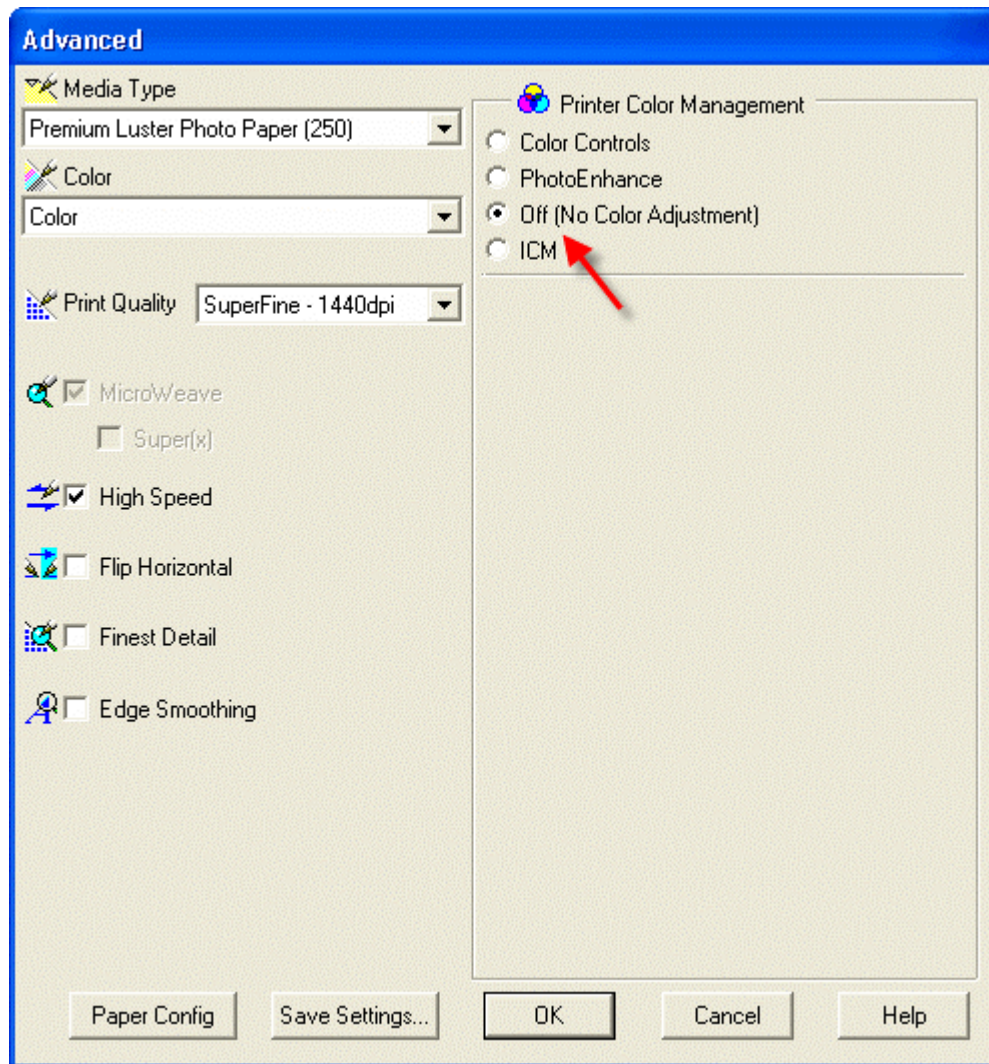 Advanced
Media Type
Premium Luster Photo Paper (250)
Color
Color
Print Quality SuperFine - 1440dpi
MicroWeave
Super(x)
High Speed
Flip Horizontal
Finest Detail
Edge Smoothing
Printer Color Management
Color Controls
PhotoEnhance
Off (No Color Adjustment)
ICM
Paper Config Save Settings... OK Cancel Help